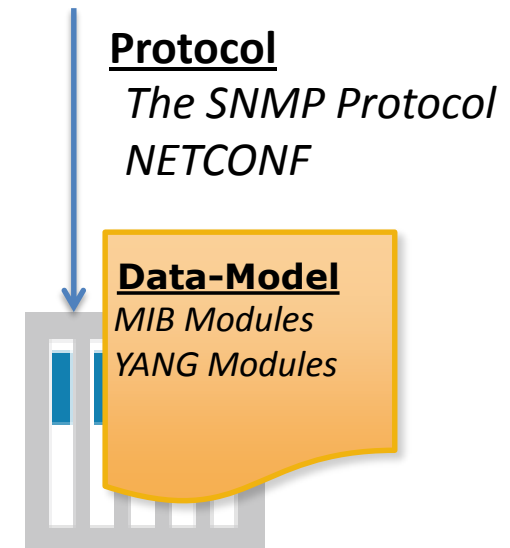 Protocol
The SNMP Protocol
NETCONF
Data-Model
MIB Modules
YANG Modules